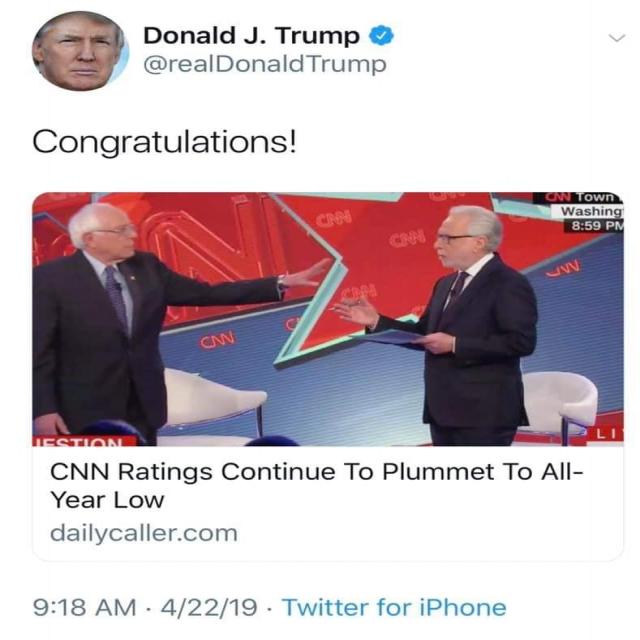 Donald J. Trump
@realDonaldTrump
Congratulations!
CNN Town
Washing
8:59 PM
CNN
CNN
CNN
CNN
ESTION
LI
CNN Ratings Continue To Plummet To All-
Year Low
dailycaller.com
9:18 AM · 4/22/19 · Twitter for iPhone